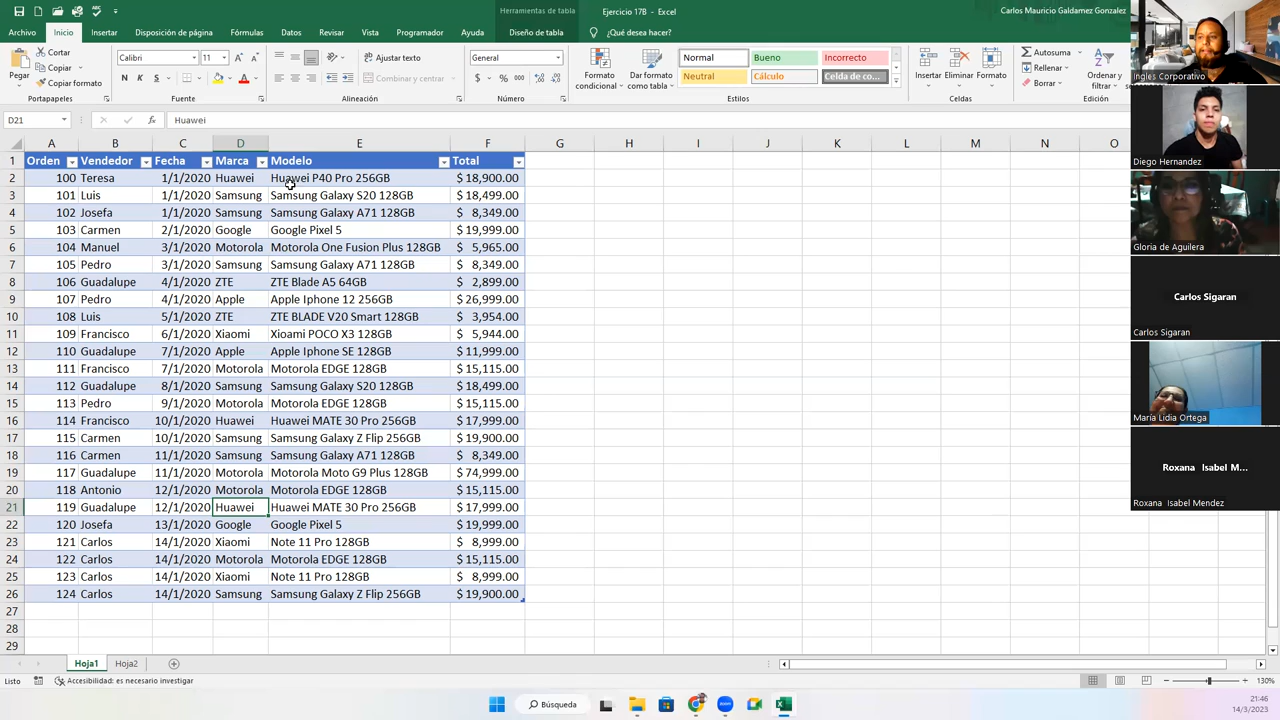 Herramientas de tabla
Ejercicio 17B - Excel
Carlos Mauricio Galdamez Gonzalez
Archivo Inicio Insertar Disposición de página Fórmulas Datos Revisar Vista Programador Ayuda Diseño de tabla ¿Qué desea hacer?
Pegar
Cortar
Copiar
Copiar formato
Portapapeles
Calibri 11
N K S
Fuente
Ajustar texto
Combinar y centrar
Alineación
General
$ % 000
Número
Formato condicional
Dar formato como tabla
Normal Bueno Incorrecto
Neutral Cálculo Celda de co...
Estilos
Insertar Eliminar Formato
Celdas
Autosuma
Rellenar
Borrar
Ordenar y filtrar
Edición
D21 fx Huawei
A B C D E F G H I J K L M N O
1 Orden Vendedor Fecha Marca Modelo Total
2 100 Teresa 1/1/2020 Huawei Huawei P40 Pro 256GB $ 18,900.00
3 101 Luis 1/1/2020 Samsung Samsung Galaxy S20 128GB $ 18,499.00
4 102 Josefa 1/1/2020 Samsung Samsung Galaxy A71 128GB $ 8,349.00
5 103 Carmen 2/1/2020 Google Google Pixel 5 $ 19,999.00
6 104 Manuel 3/1/2020 Motorola Motorola One Fusion Plus 128GB $ 5,965.00
7 105 Pedro 3/1/2020 Samsung Samsung Galaxy A71 128GB $ 8,349.00
8 106 Guadalupe 4/1/2020 ZTE ZTE Blade A5 64GB $ 2,899.00
9 107 Pedro 4/1/2020 Apple Apple Iphone 12 256GB $ 26,999.00
10 108 Luis 5/1/2020 ZTE ZTE BLADE V20 Smart 128GB $ 3,954.00
11 109 Francisco 6/1/2020 Xiaomi Xioami POCO X3 128GB $ 5,944.00
12 110 Guadalupe 7/1/2020 Apple Apple Iphone SE 128GB $ 11,999.00
13 111 Francisco 7/1/2020 Motorola Motorola EDGE 128GB $ 15,115.00
14 112 Guadalupe 8/1/2020 Samsung Samsung Galaxy S20 128GB $ 18,499.00
15 113 Pedro 9/1/2020 Motorola Motorola EDGE 128GB $ 15,115.00
16 114 Francisco 10/1/2020 Huawei Huawei MATE 30 Pro 256GB $ 17,999.00
17 115 Carmen 10/1/2020 Samsung Samsung Galaxy Z Flip 256GB $ 19,900.00
18 116 Carmen 11/1/2020 Samsung Samsung Galaxy A71 128GB $ 8,349.00
19 117 Guadalupe 11/1/2020 Motorola Motorola Moto G9 Plus 128GB $ 74,999.00
20 118 Antonio 12/1/2020 Motorola Motorola EDGE 128GB $ 15,115.00
21 119 Guadalupe 12/1/2020 Huawei Huawei MATE 30 Pro 256GB $ 17,999.00
22 120 Josefa 13/1/2020 Google Google Pixel 5 $ 19,999.00
23 121 Carlos 14/1/2020 Xiaomi Note 11 Pro 128GB $ 8,999.00
24 122 Carlos 14/1/2020 Motorola Motorola EDGE 128GB $ 15,115.00
25 123 Carlos 14/1/2020 Xiaomi Note 11 Pro 128GB $ 8,999.00
26 124 Carlos 14/1/2020 Samsung Samsung Galaxy Z Flip 256GB $ 19,900.00
27
28
29
Hoja1 Hoja2
Listo Accesibilidad: es necesario investigar 130%
Búsqueda
21:46
14/3/2023
Ingles Corporativo
Diego Hernandez
Gloria de Aguilera
Carlos Sigaran
Carlos Sigaran
María Lidia Ortega
Roxana Isabel M...
Roxana Isabel Mendez